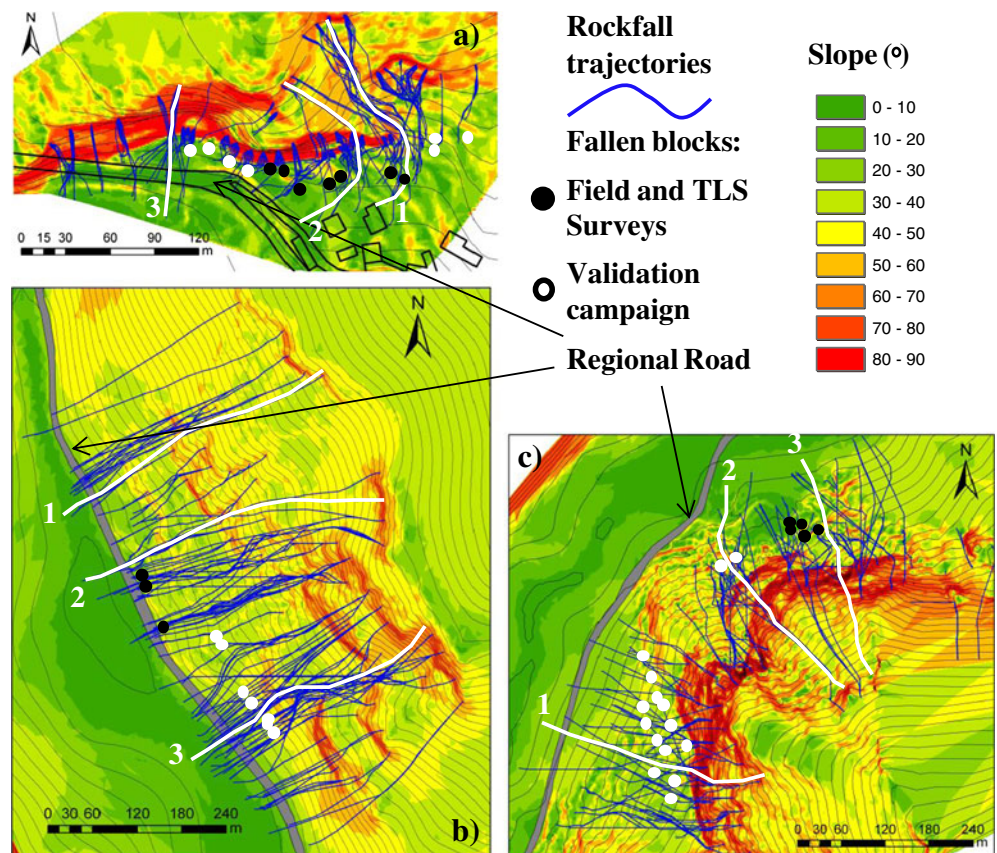 N
a)
3
2
1
0 15 30 60 90 120
m
Rockfall
trajectories
Fallen blocks:
Field and TLS
Surveys
Validation
campaign
Regional Road
Slope (°)
0 - 10
10 - 20
20 - 30
30 - 40
40 - 50
50 - 60
60 - 70
70 - 80
80 - 90
N
1
2
3
0 30 60 120 180 240
m
b)
c)
N
3
2
1
0 30 60 120 180 240
m